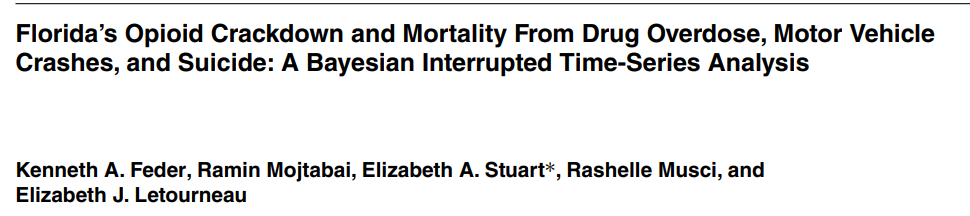 Florida’s Opioid Crackdown and Mortality From Drug Overdose, Motor Vehicle
Crashes, and Suicide: A Bayesian Interrupted Time-Series Analysis
Kenneth A. Feder, Ramin Mojtabai, Elizabeth A. Stuart*, Rashelle Musci, and
Elizabeth J. Letourneau